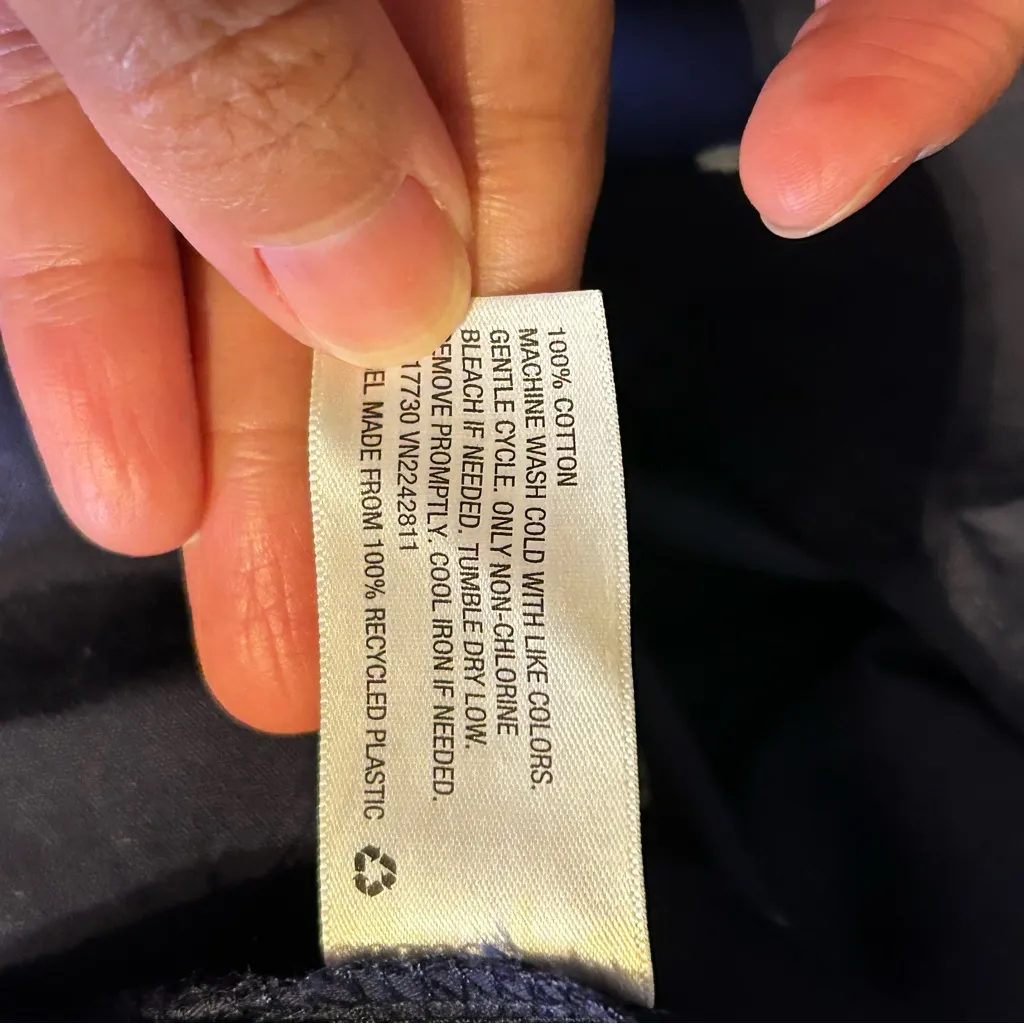 100% COTTON
MACHINE WASH COLD WITH LIKE COLORS.
GENTLE CYCLE. ONLY NON-CHLORINE
BLEACH IF NEEDED. TUMBLE DRY LOW.
EMOVE PROMPTLY. COOL IRON IF NEEDED.
17730 VN2242811
EL MADE FROM 100% RECYCLED PLASTIC